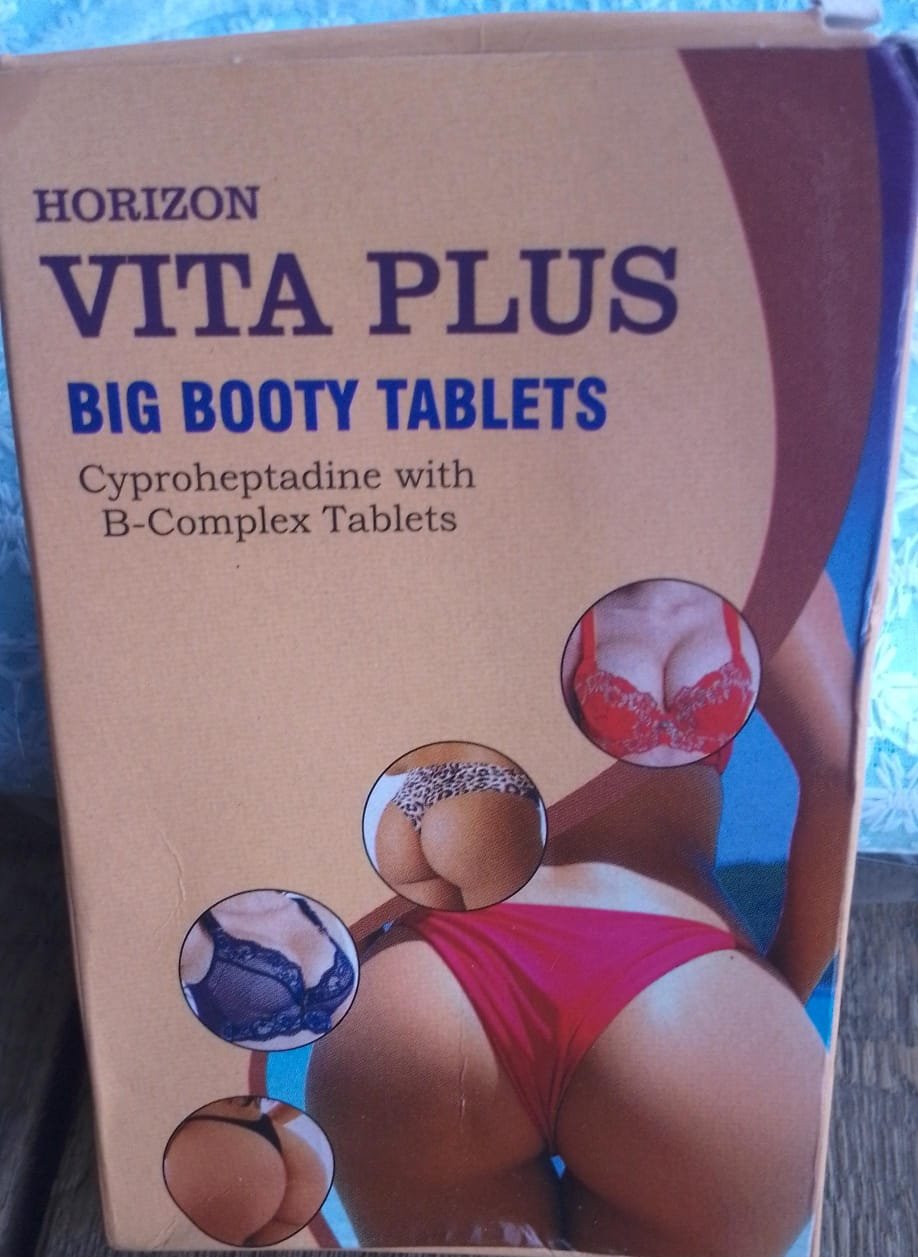 HORIZON
VITA PLUS
BIG BOOTY TABLETS
Cyproheptadine with
B-Complex Tablets